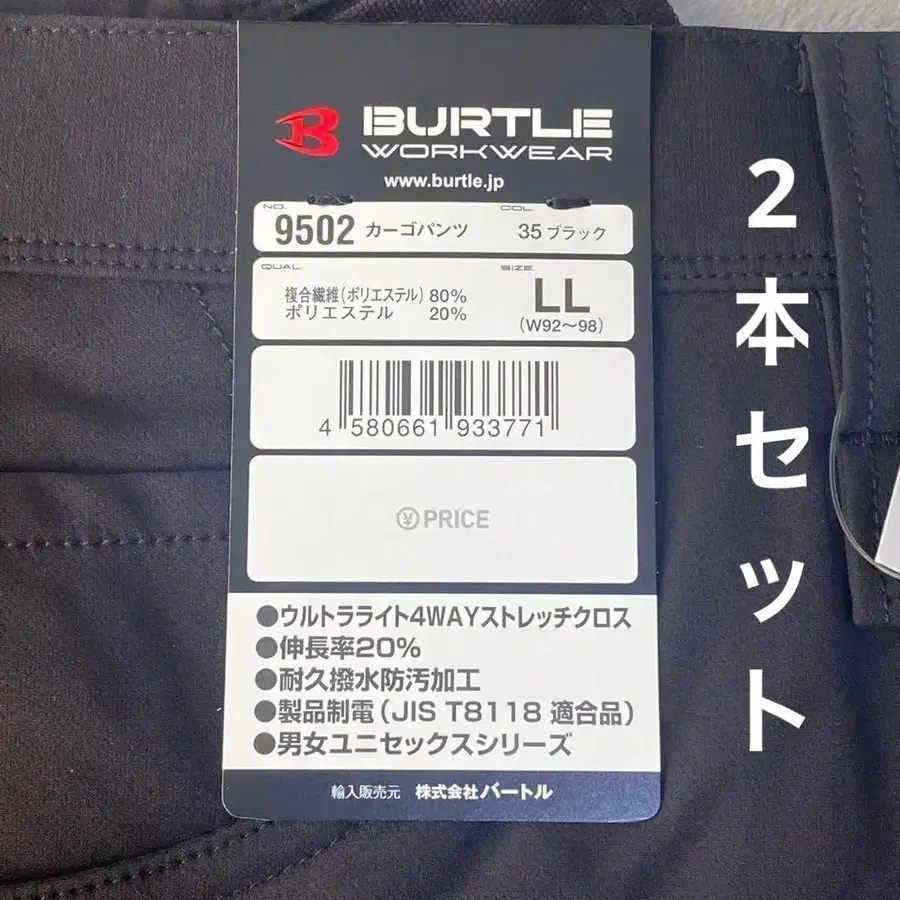 BURTLE
WORKWEAR
www.burtle.jp
NO.
9502 カーゴパンツ
COL.
35 ブラック
QUAL.
複合繊維(ポリエステル) 80%
ポリエステル 20%
SIZE
LL
(W92〜98)
4 580661 933771
¥PRICE
●ウルトラライト4WAYストレッチクロス
●伸長率20%
●耐久撥水防汚加工
●製品制電(JIS T8118 適合品)
●男女ユニセックスシリーズ
輸入販売元 株式会社バートル
2本セット